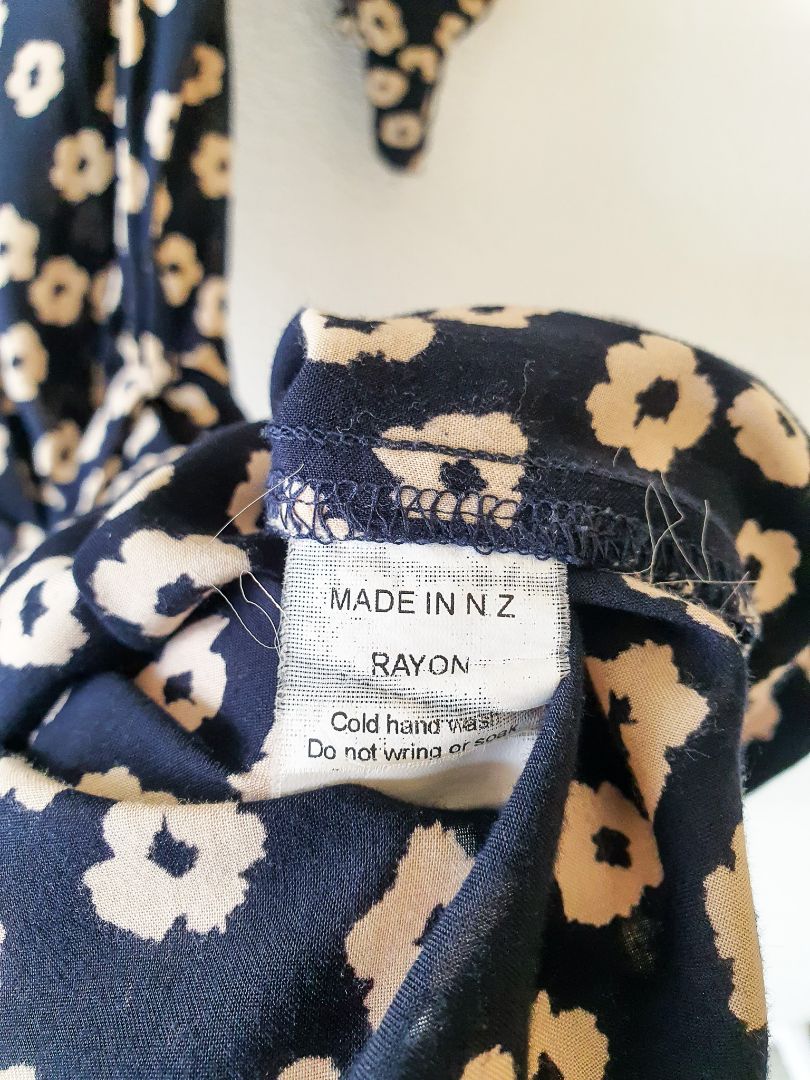 MADE IN N Z
RAYON
Cold hand wash
Do not wring or soak